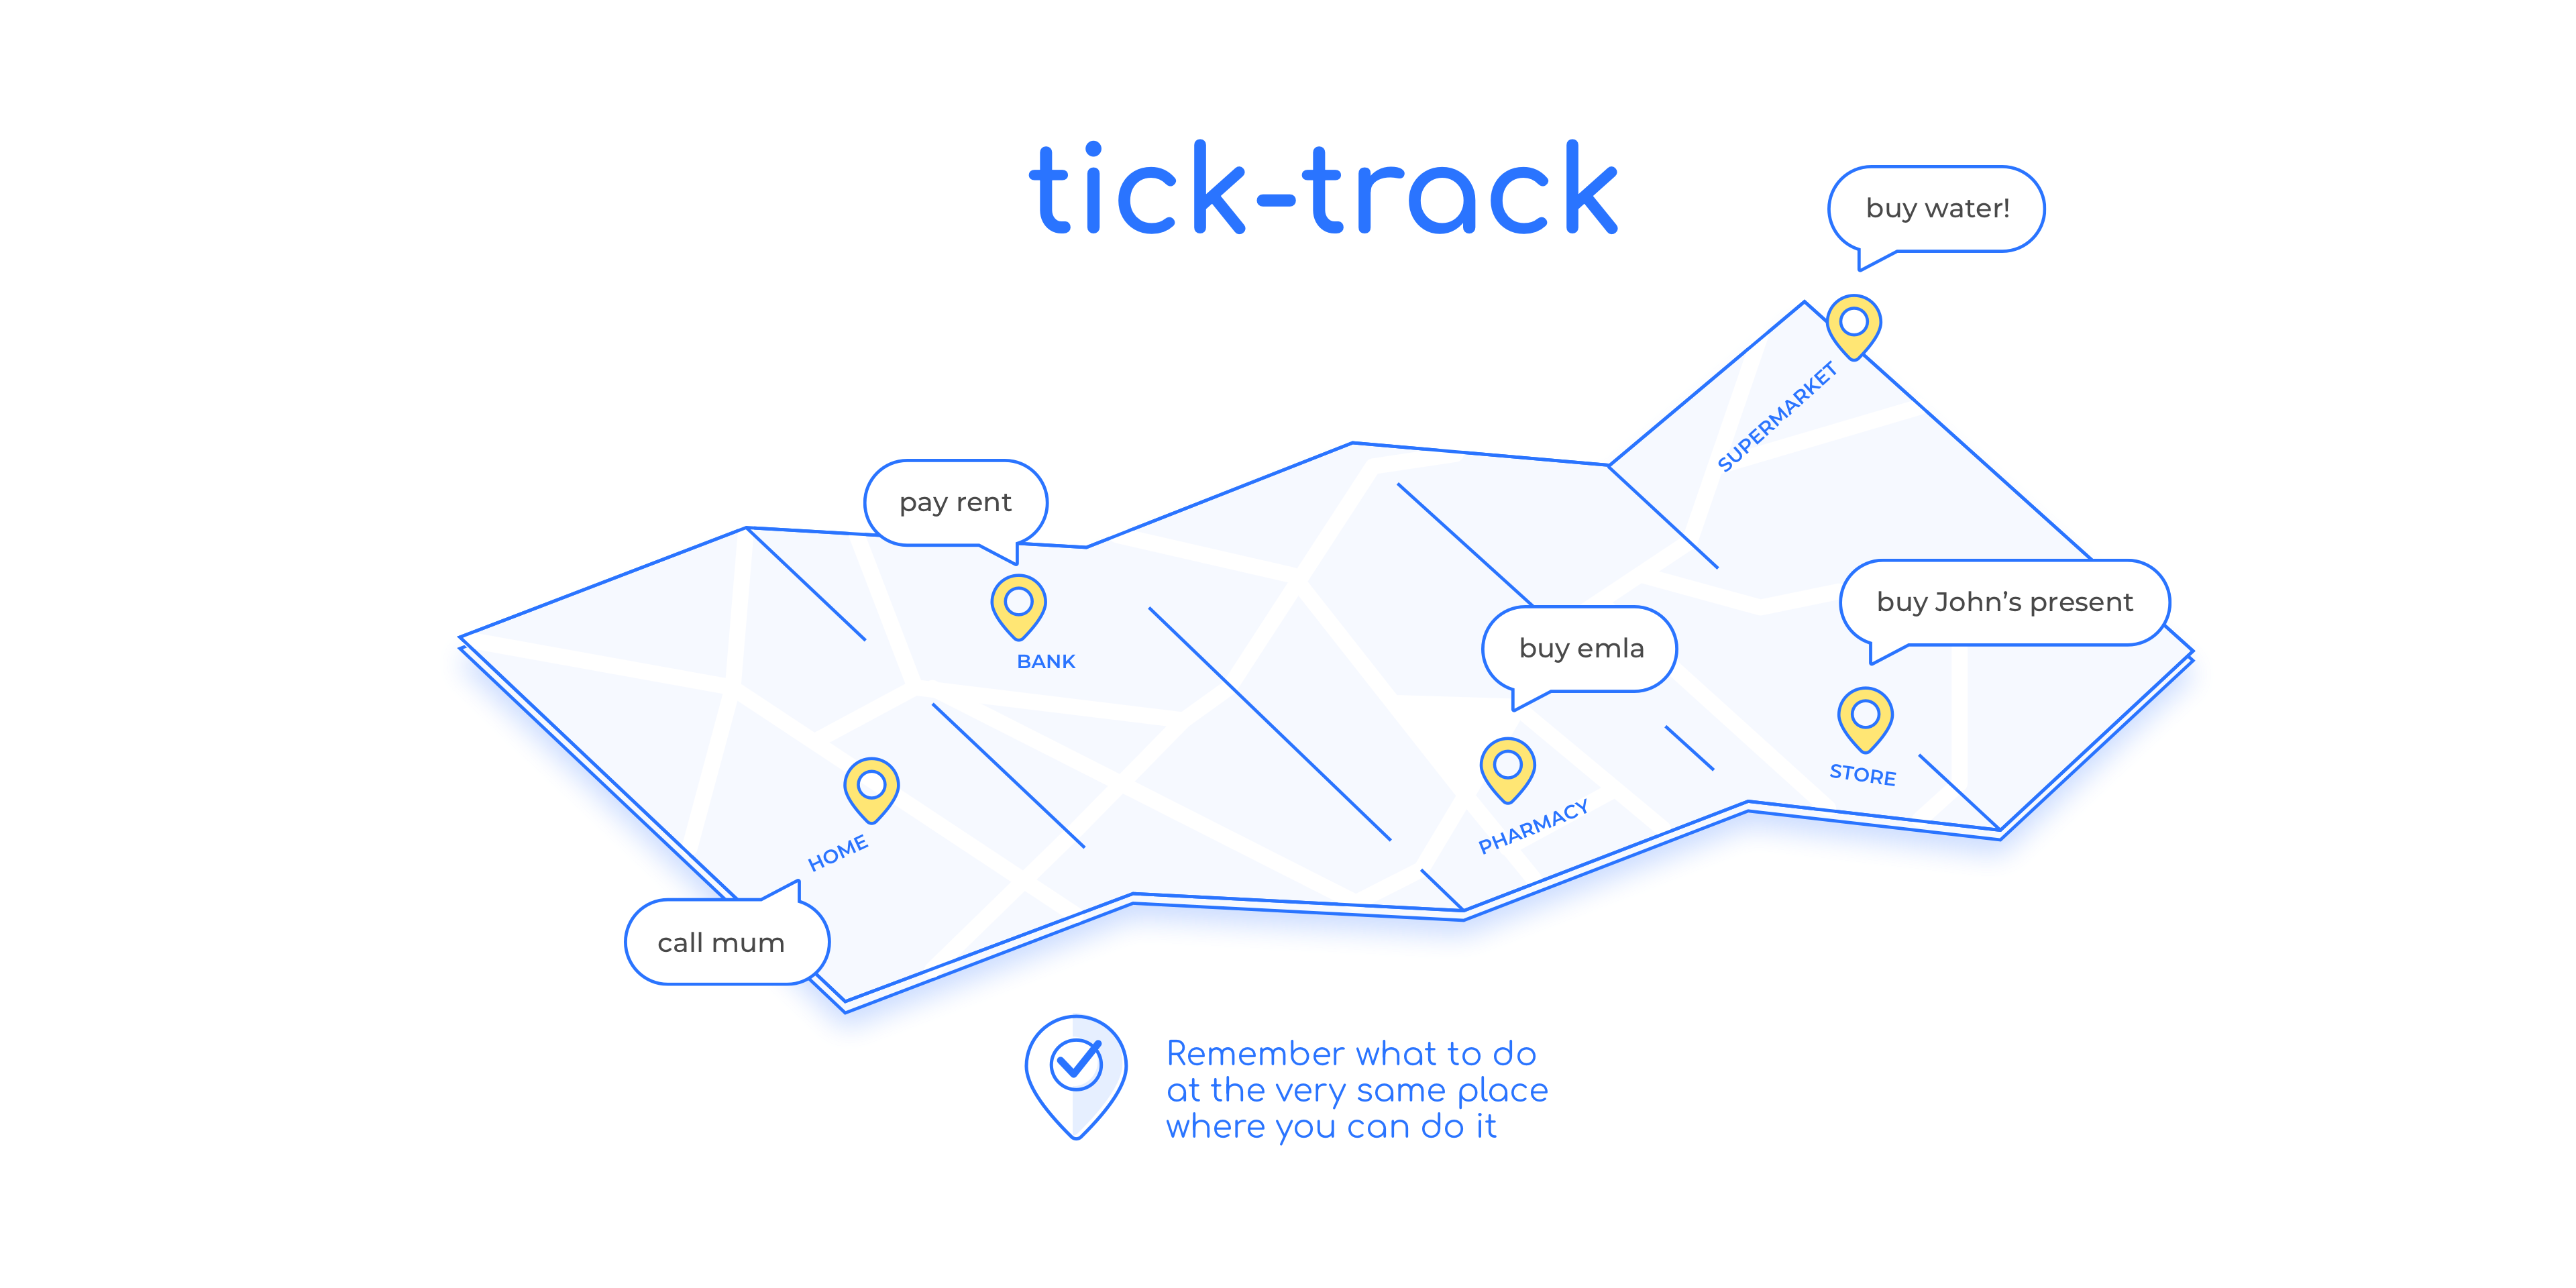 tick-track
buy water!
SUPERMARKET
pay rent
BANK
buy John’s present
STORE
buy emla
PHARMACY
HOME
call mum
Remember what to do
at the very same place
where you can do it